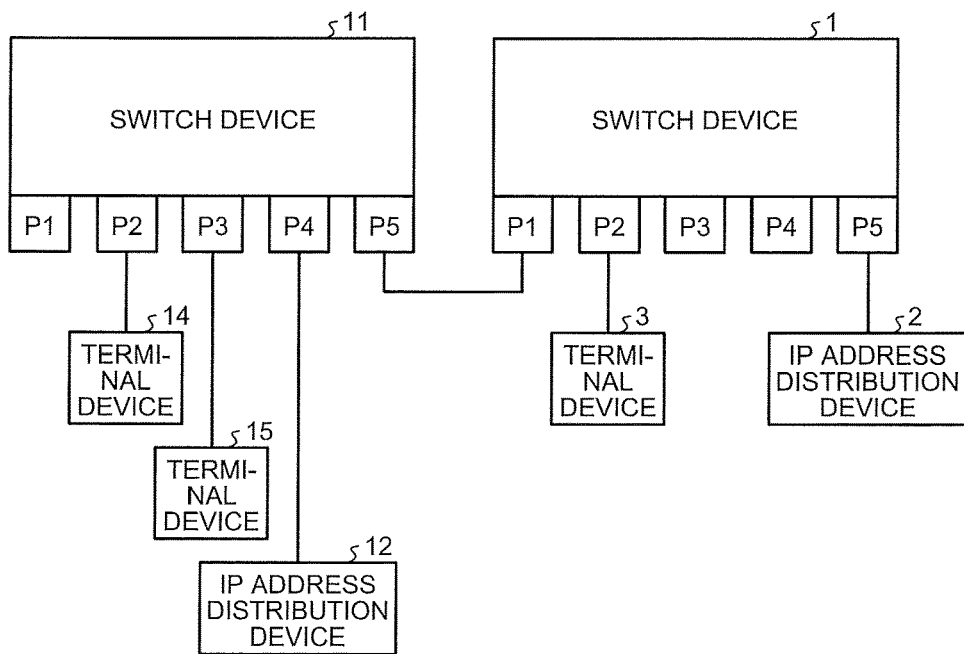 11
1
SWITCH DEVICE
SWITCH DEVICE
P1
P2
P3
P4
P5
P1
P2
P3
P4
P5
14
TERMI-
NAL
DEVICE
3
TERMI-
NAL
DEVICE
2
IP ADDRESS
DISTRIBUTION
DEVICE
15
TERMI-
NAL
DEVICE
12
IP ADDRESS
DISTRIBUTION
DEVICE